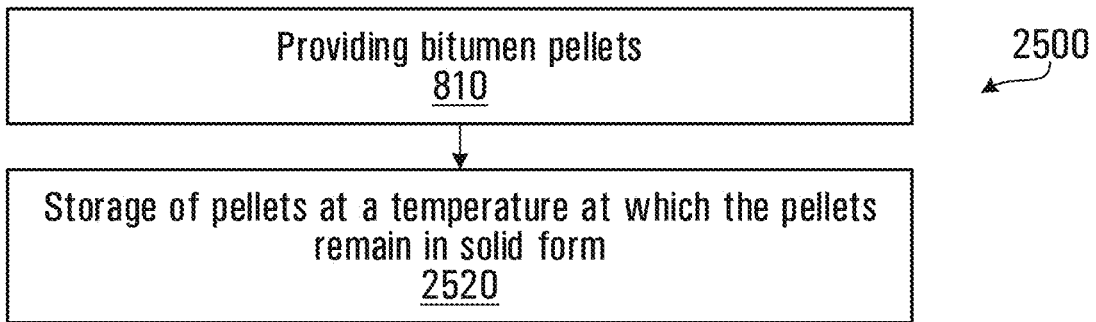 Providing bitumen pellets
810
2500
Storage of pellets at a temperature at which the pellets
remain in solid form
2520